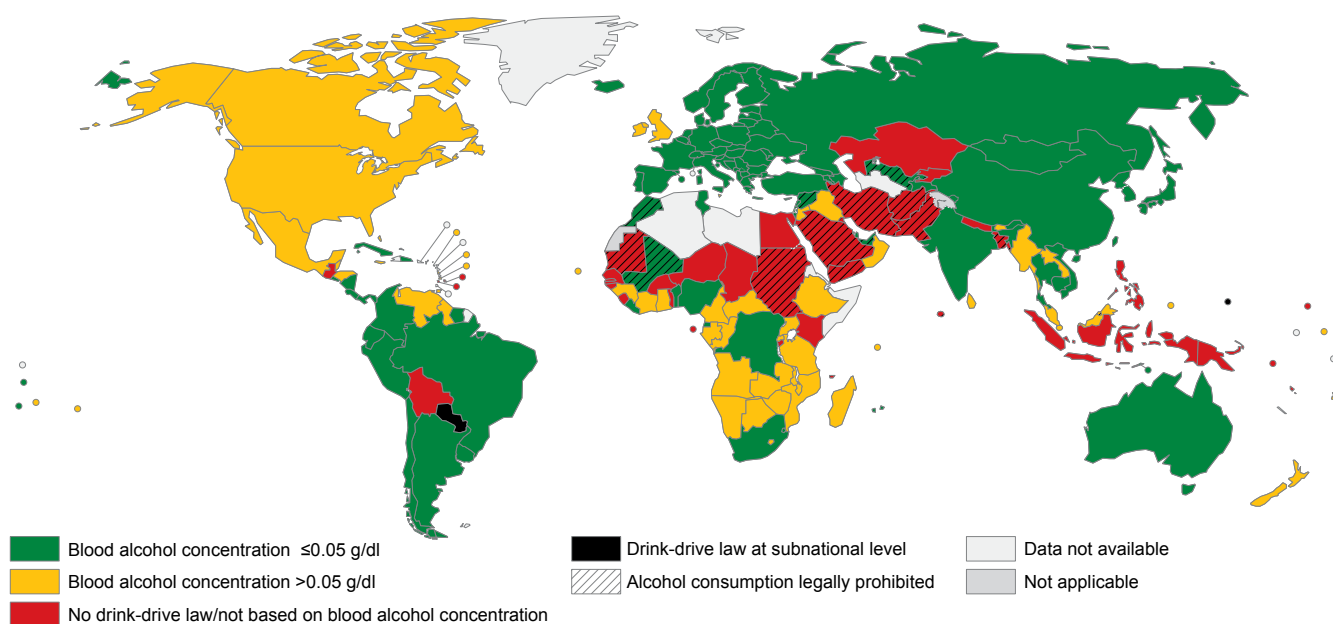 Blood alcohol concentration ≤0.05 g/dl
Blood alcohol concentration >0.05 g/dl
No drink-drive law/not based on blood alcohol concentration
Drink-drive law at subnational level
Alcohol consumption legally prohibited
Data not available
Not applicable